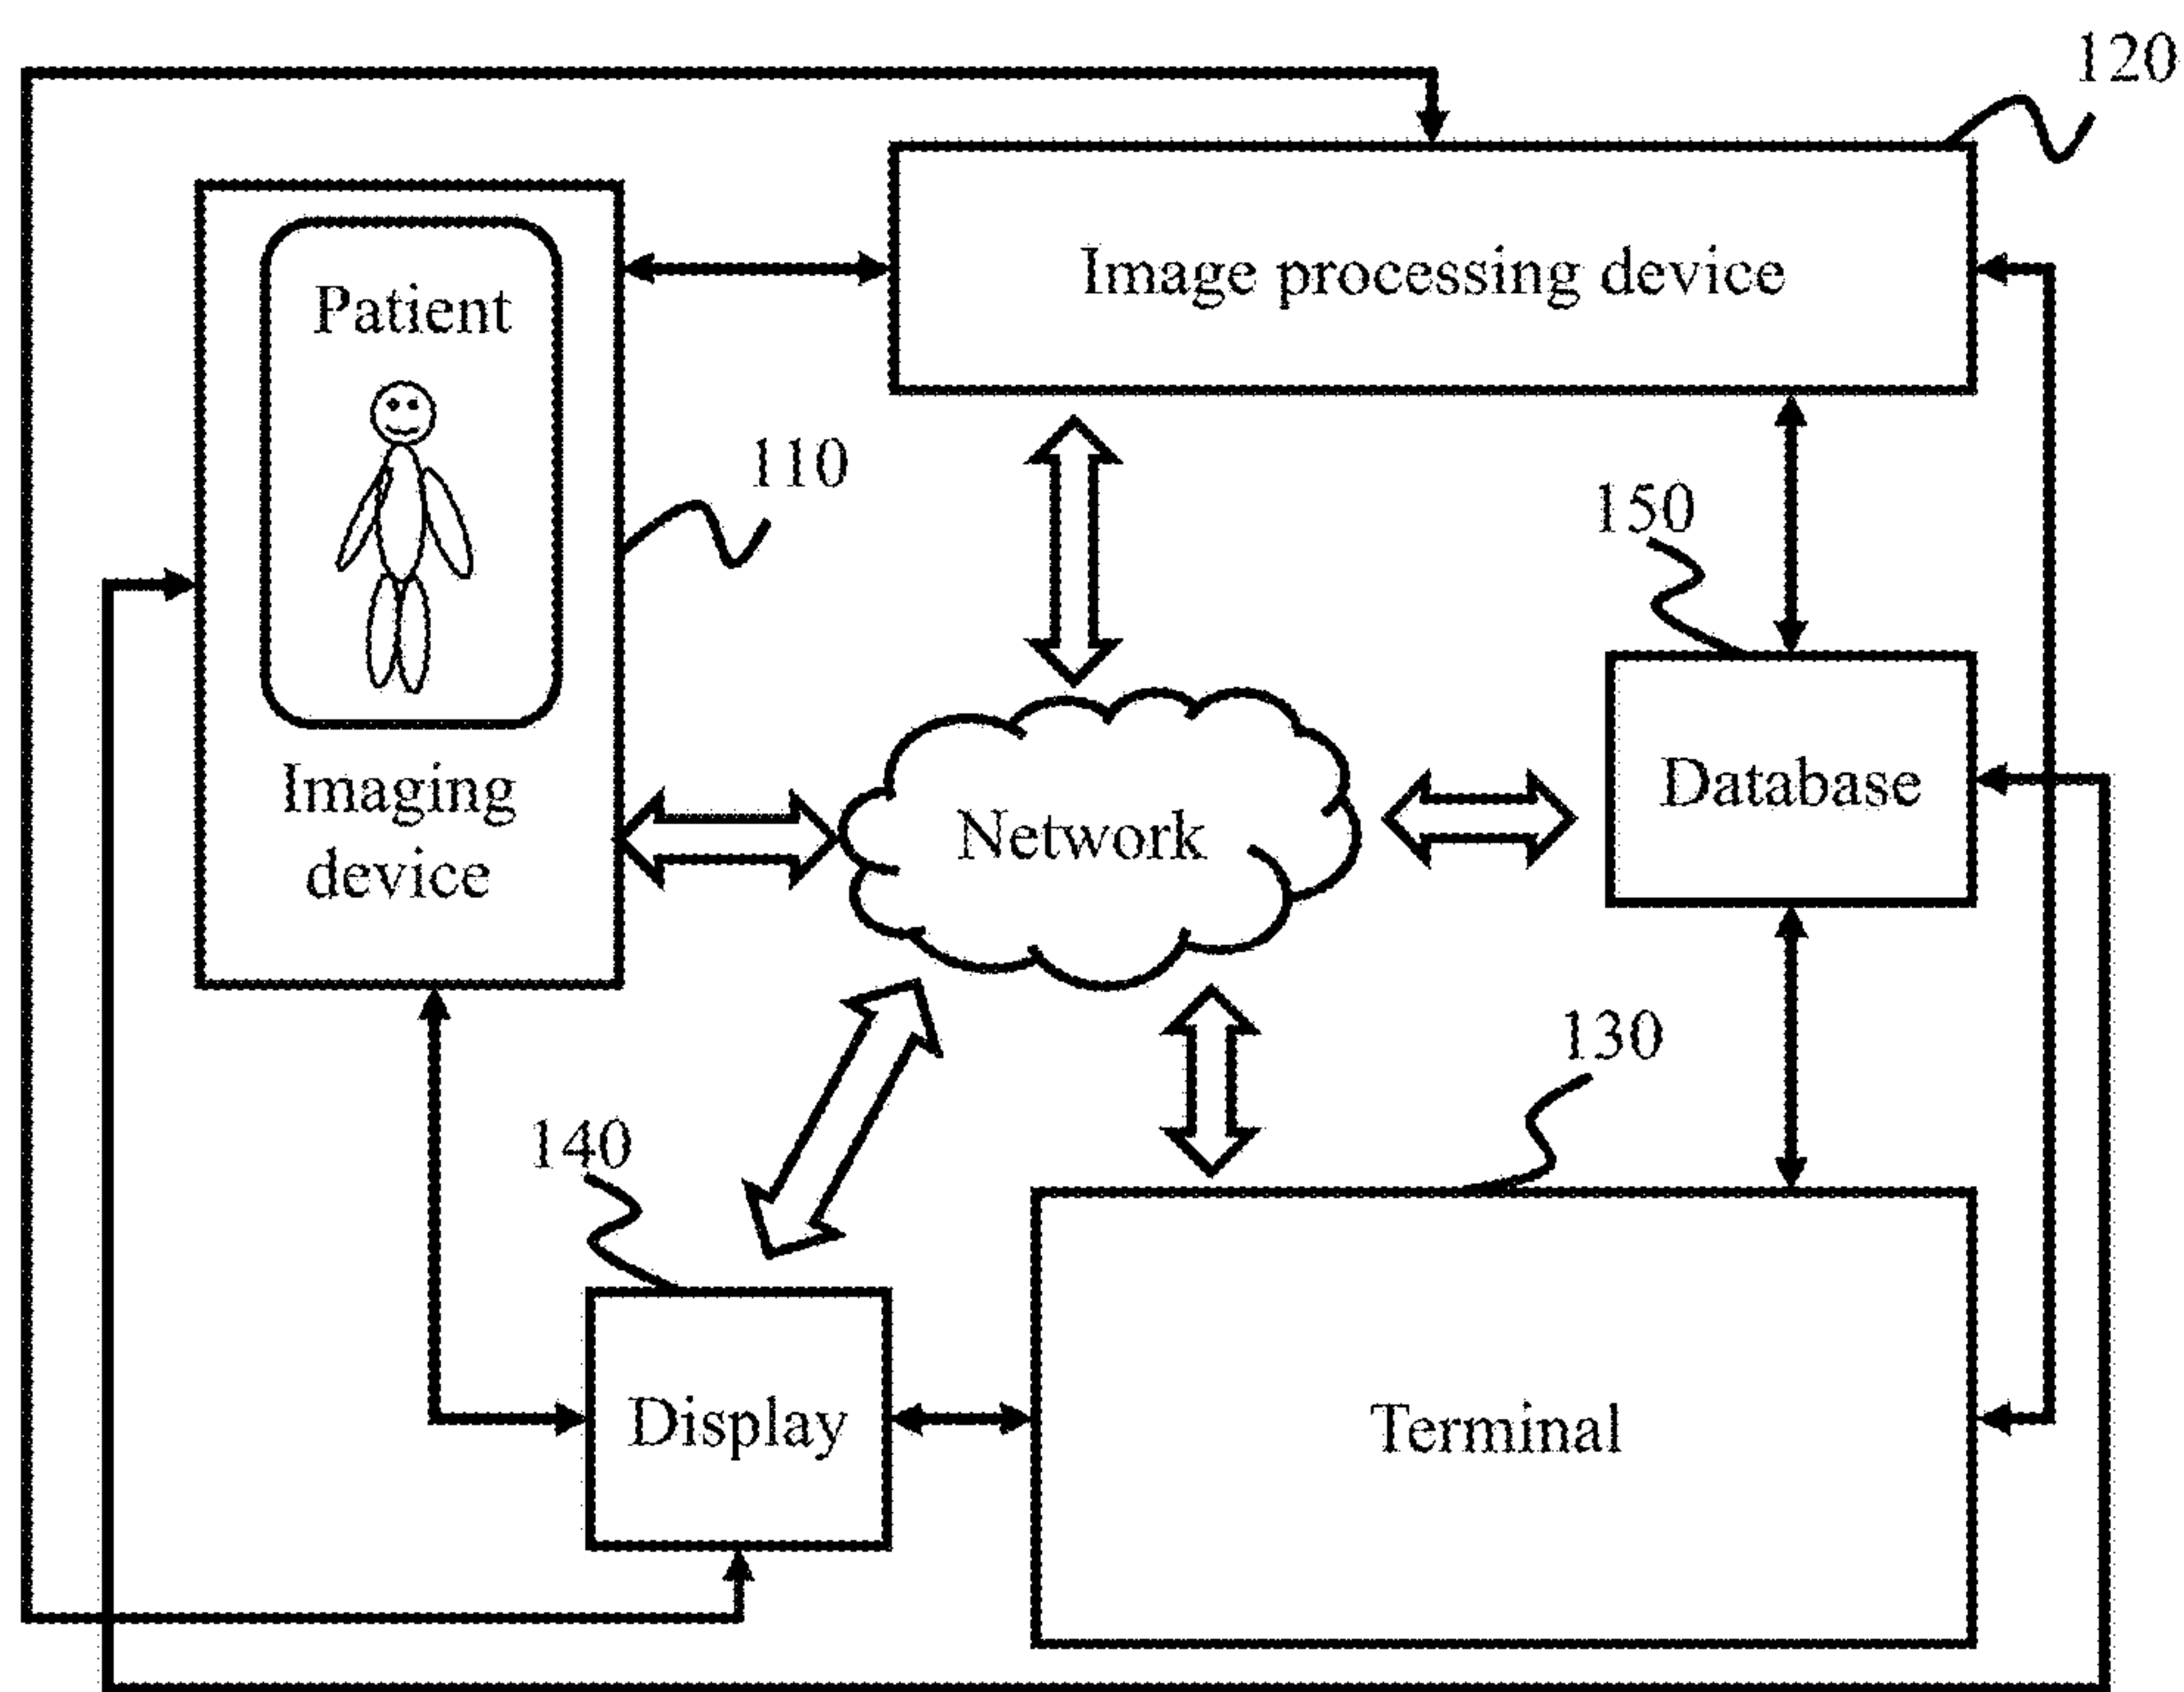 120
Image processing device
Patient
110
150
Imaging
device
Network
Database
130
140
Display
Terminal